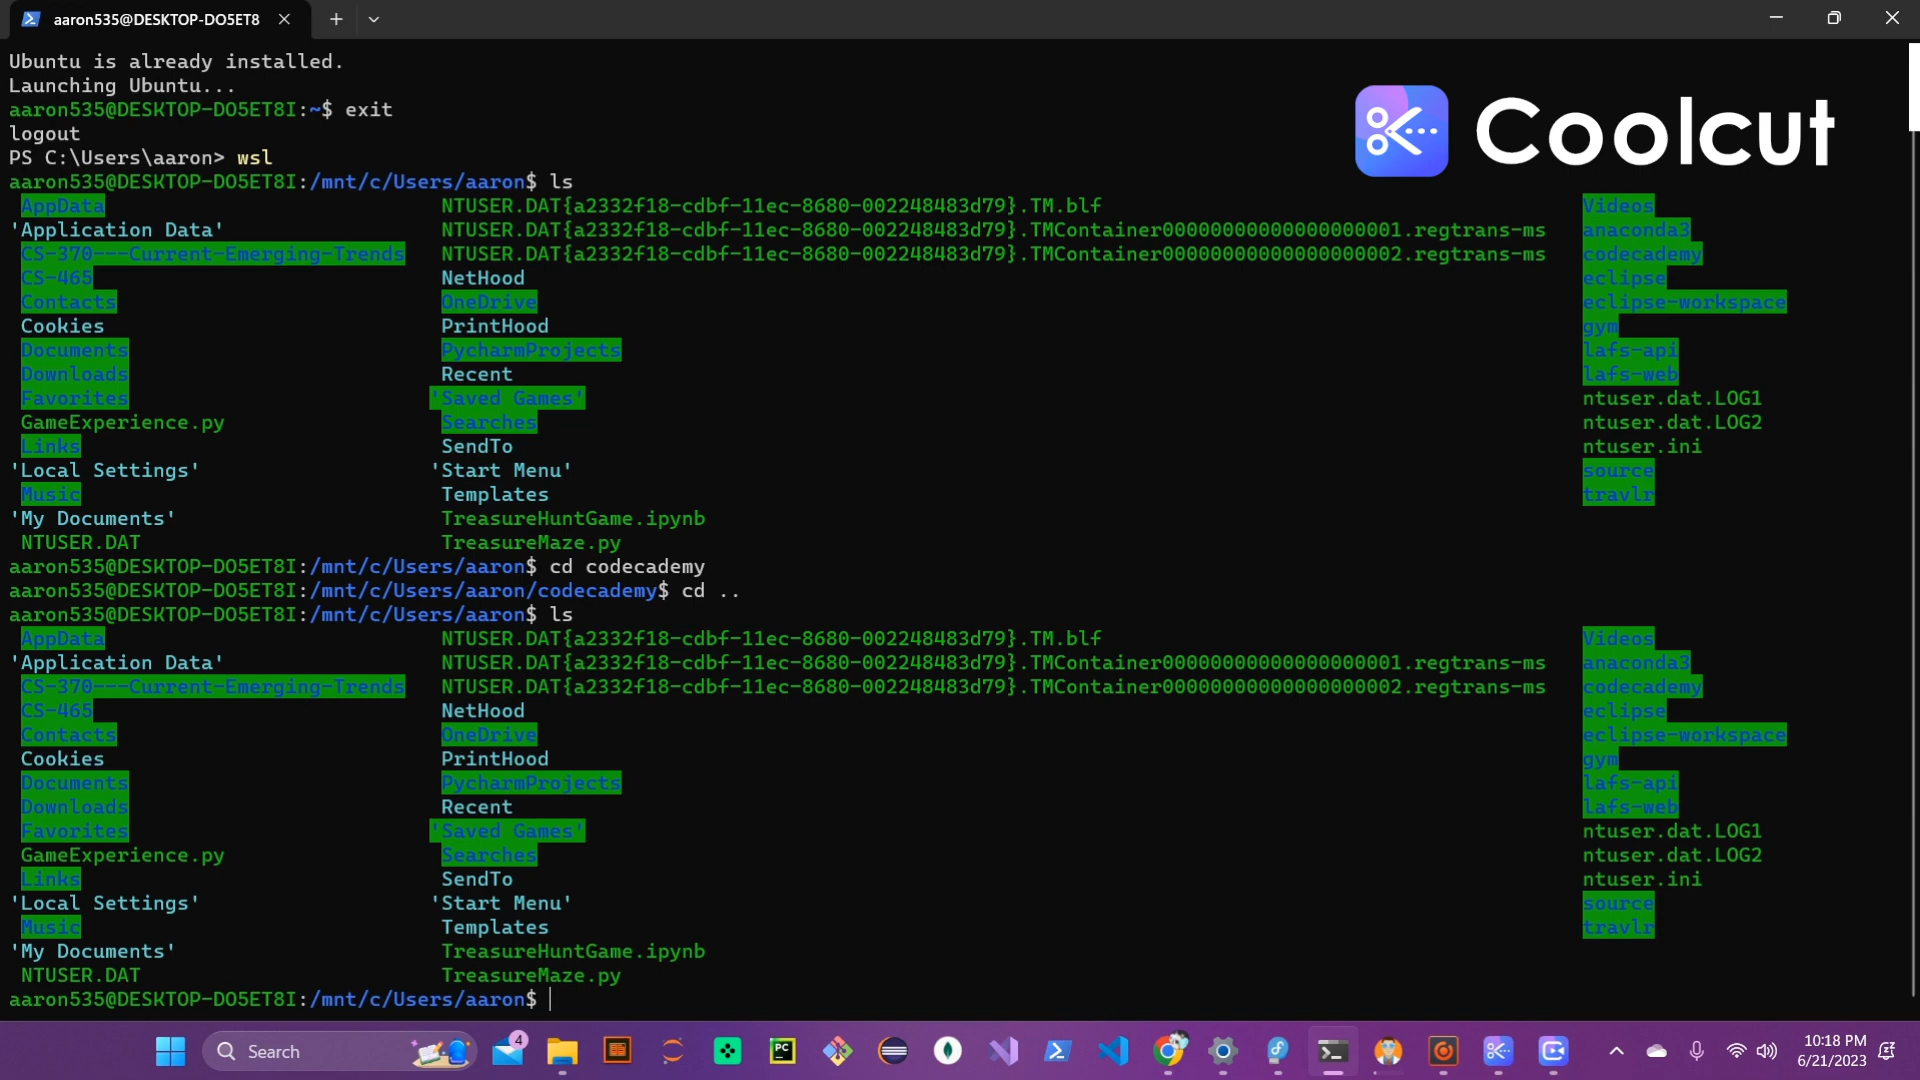 aaron535@DESKTOP-DO5ET8
Ubuntu is already installed.
Launching Ubuntu...
aaron535@DESKTOP-DO5ET8I:~$ exit
logout
PS C:\Users\aaron> wsl
Coolcut
aaron535@DESKTOP-DO5ET8I:/mnt/c/Users/aaron$ ls
AppData NTUSER.DAT{a2332f18-cdbf-11ec-8680-002248483d79}.TM.blf Videos
'Application Data' NTUSER.DAT{a2332f18-cdbf-11ec-8680-002248483d79}.TMContainer00000000000000000001.regtrans-ms anaconda3
CS-370---Current-Emerging-Trends NTUSER.DAT{a2332f18-cdbf-11ec-8680-002248483d79}.TMContainer00000000000000000002.regtrans-ms codecademy
CS-465 NetHood eclipse
Contacts OneDrive eclipse-workspace
Cookies PrintHood gym
Documents PycharmProjects lafs-api
Downloads Recent lafs-web
Favorites 'Saved Games' ntuser.dat.LOG1
GameExperience.py Searches ntuser.dat.LOG2
Links SendTo ntuser.ini
'Local Settings' 'Start Menu' source
Music Templates travlr
'My Documents' TreasureHuntGame.ipynb
NTUSER.DAT TreasureMaze.py
aaron535@DESKTOP-DO5ET8I:/mnt/c/Users/aaron$ cd codecademy
aaron535@DESKTOP-DO5ET8I:/mnt/c/Users/aaron/codecademy$ cd ..
aaron535@DESKTOP-DO5ET8I:/mnt/c/Users/aaron$ ls
AppData NTUSER.DAT{a2332f18-cdbf-11ec-8680-002248483d79}.TM.blf Videos
'Application Data' NTUSER.DAT{a2332f18-cdbf-11ec-8680-002248483d79}.TMContainer00000000000000000001.regtrans-ms anaconda3
CS-370---Current-Emerging-Trends NTUSER.DAT{a2332f18-cdbf-11ec-8680-002248483d79}.TMContainer00000000000000000002.regtrans-ms codecademy
CS-465 NetHood eclipse
Contacts OneDrive eclipse-workspace
Cookies PrintHood gym
Documents PycharmProjects lafs-api
Downloads Recent lafs-web
Favorites 'Saved Games' ntuser.dat.LOG1
GameExperience.py Searches ntuser.dat.LOG2
Links SendTo ntuser.ini
'Local Settings' 'Start Menu' source
Music Templates travlr
'My Documents' TreasureHuntGame.ipynb
NTUSER.DAT TreasureMaze.py
aaron535@DESKTOP-DO5ET8I:/mnt/c/Users/aaron$
Search 4 PC 10:18 PM
6/21/2023